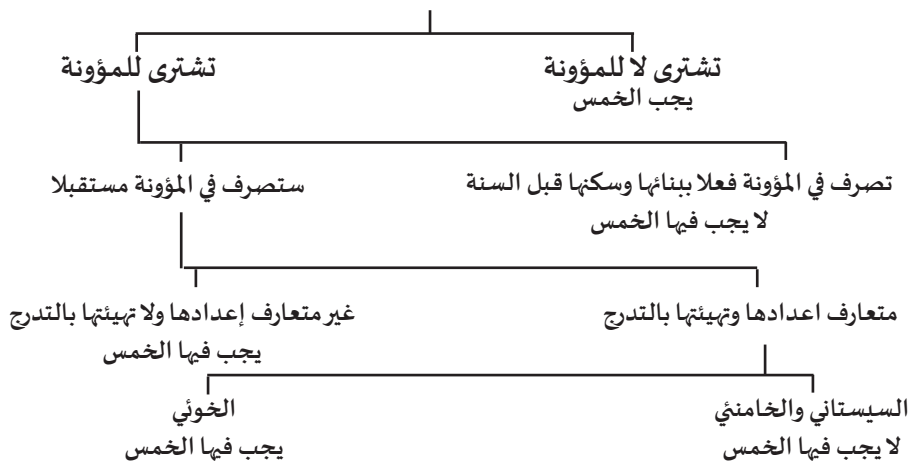 تشترى لا للمؤونة
يجب الخمس
تشترى للمؤونة
تصرف في المؤونة فعلا ببنائها وسكنها قبل السنة
لا يجب فيها الخمس
ستصرف في المؤونة مستقبلا
متعارف اعدادها وتهيئتها بالتدرج
غير متعارف إعدادها ولا تهيئتها بالتدرج
يجب فيها الخمس
السيستاني والخامنئي
لا يجب فيها الخمس
الخوئي
يجب فيها الخمس